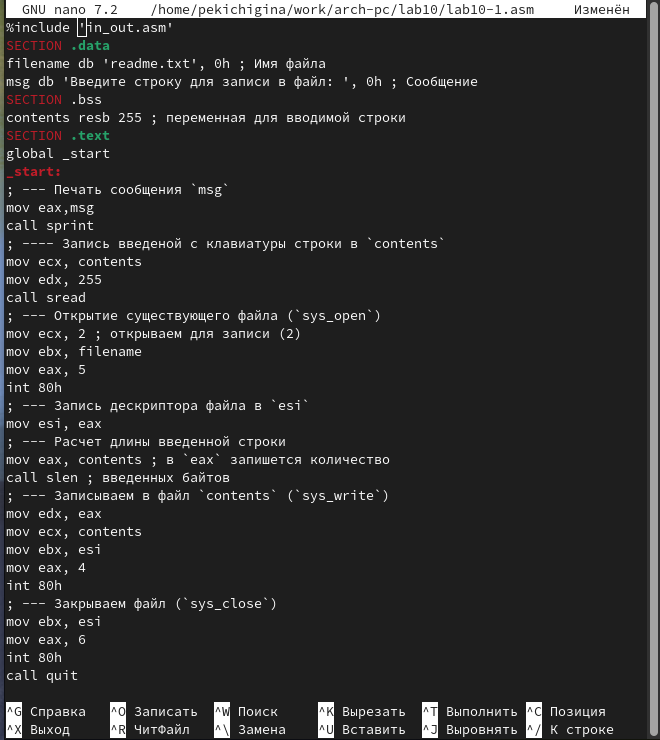 GNU nano 7.2 /home/pekichigina/work/arch-pc/lab10/lab10-1.asm Изменён
%include 'in_out.asm'
SECTION .data
filename db 'readme.txt', 0h ; Имя файла
msg db 'Введите строку для записи в файл: ', 0h ; Сообщение
SECTION .bss
contents resb 255 ; переменная для вводимой строки
SECTION .text
global _start
_start:
; --- Печать сообщения `msg`
mov eax,msg
call sprint
; ---- Запись введеной с клавиатуры строки в `contents`
mov ecx, contents
mov edx, 255
call sread
; --- Открытие существующего файла (`sys_open`)
mov ecx, 2 ; открываем для записи (2)
mov ebx, filename
mov eax, 5
int 80h
; --- Запись дескриптора файла в `esi`
mov esi, eax
; --- Расчет длины введенной строки
mov eax, contents ; в `eax` запишется количество
call slen ; введенных байтов
; --- Записываем в файл `contents` (`sys_write`)
mov edx, eax
mov ecx, contents
mov ebx, esi
mov eax, 4
int 80h
; --- Закрываем файл (`sys_close`)
mov ebx, esi
mov eax, 6
int 80h
call quit
^G Справка ^O Записать ^W Поиск ^K Вырезать ^T Выполнить ^C Позиция
^X Выход ^R ЧитФайл ^\ Замена ^U Вставить ^J Выровнять ^/ К строке